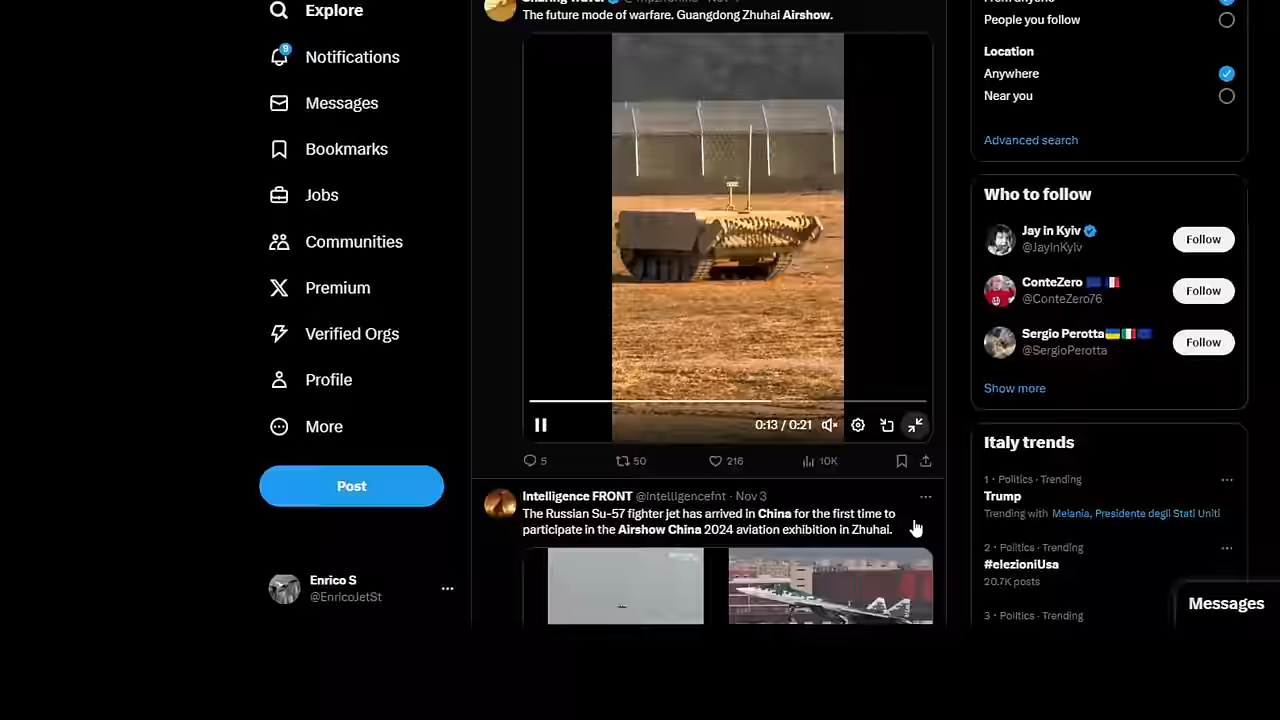 Explore
9
Notifications
Messages
Bookmarks
Jobs
Communities
Premium
Verified Orgs
Profile
More
Post
Enrico S
@EnricoJetSt
The future mode of warfare. Guangdong Zhuhai Airshow.
0:13 / 0:21
5
50
216
10K
Intelligence FRONT @intelligencefnt · Nov 3
The Russian Su-57 fighter jet has arrived in China for the first time to
participate in the Airshow China 2024 aviation exhibition in Zhuhai.
People you follow
Location
Anywhere
Near you
Advanced search
Who to follow
Jay in Kyiv
@JayinKyiv
Follow
ConteZero
@ConteZero76
Follow
Sergio Perotta
@SergioPerotta
Follow
Show more
Italy trends
1 · Politics · Trending
Trump
Trending with Melania, Presidente degli Stati Uniti
2 · Politics · Trending
#elezioniUsa
20.7K posts
3 · Politics · Trending
Messages